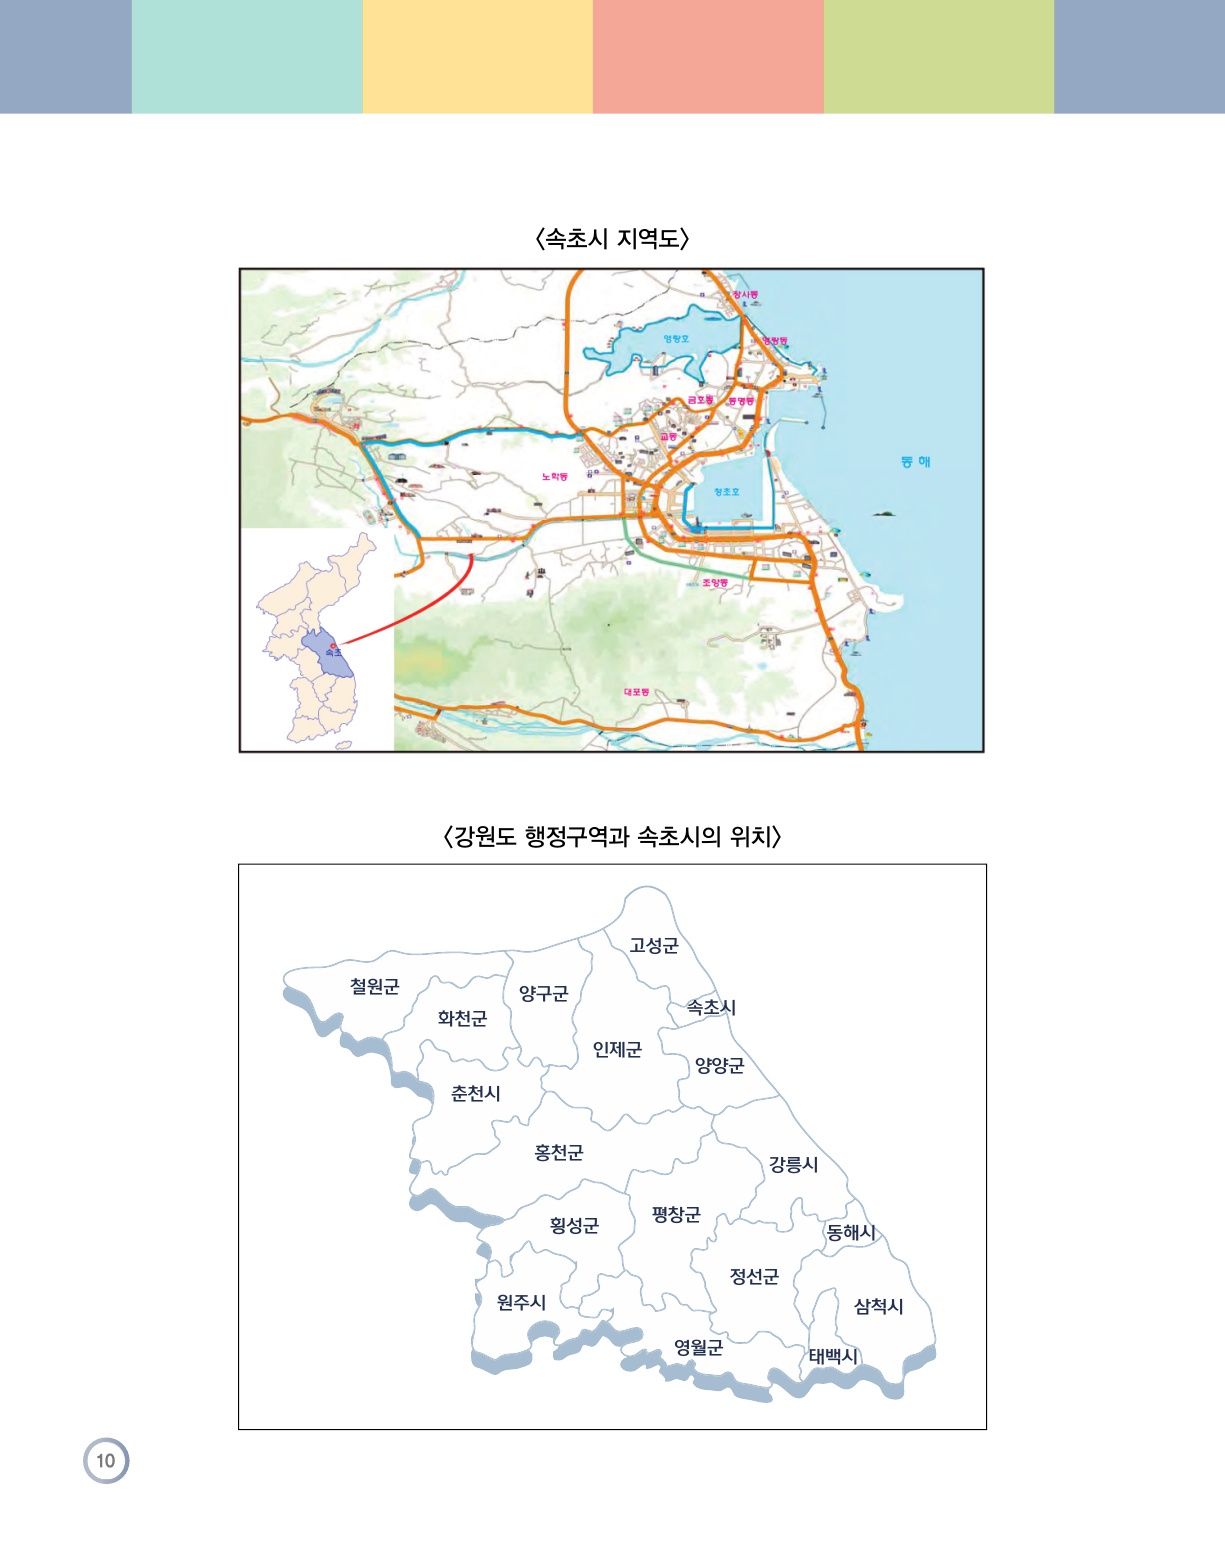 <속초시 지역도>
장사동
영랑호
영랑동
금호동
동명동
교동
동해
노학동
청초호
조양동
속초
대포동
<강원도 행정구역과 속초시의 위치>
고성군
철원군
양구군
속초시
화천군
인제군
양양군
춘천시
홍천군
강릉시
평창군
횡성군
동해시
정선군
원주시
삼척시
영월군
태백시
10